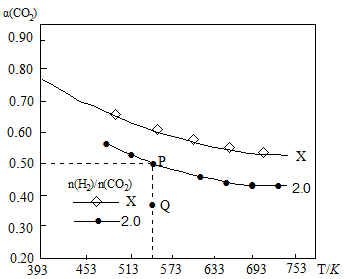 α(CO₂)
0.90
0.80
0.70
0.60
0.50
0.40
0.30
0.20
X
P
2.0
Q
n(H₂)/n(CO₂)
X
2.0
393 453 513 573 633 693 753 T/K